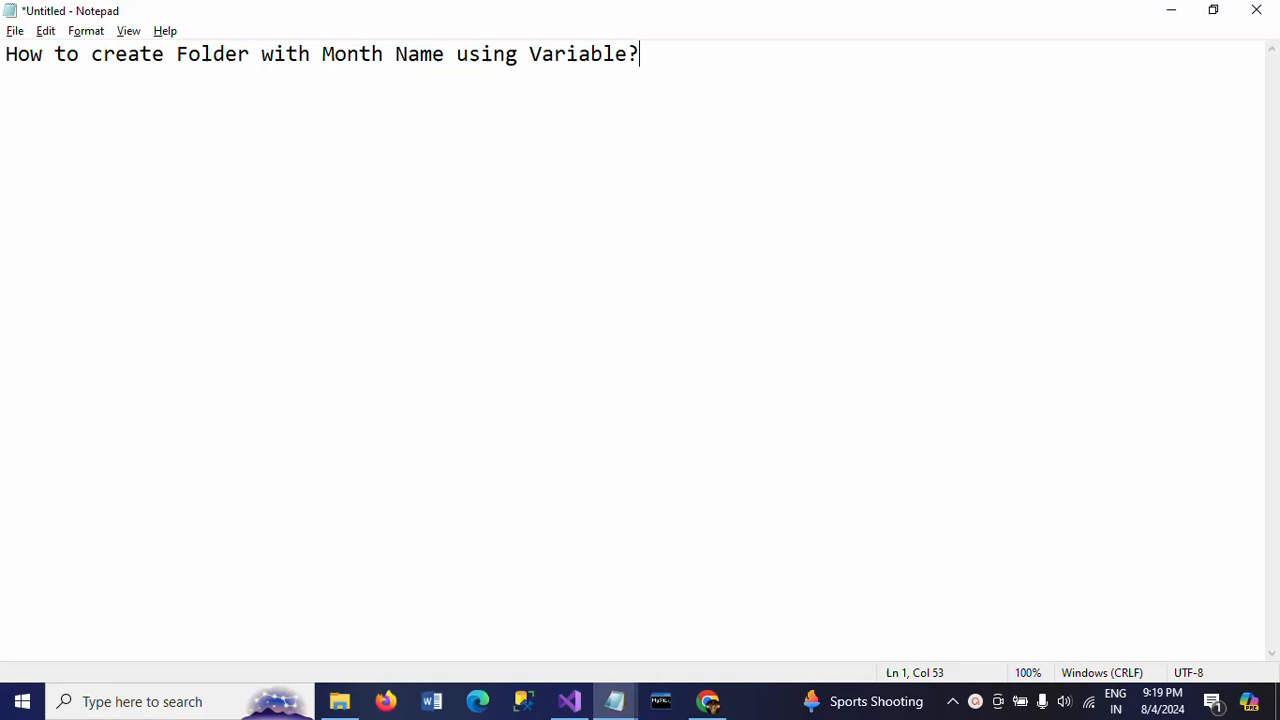 *Untitled - Notepad
File Edit Format View Help
How to create Folder with Month Name using Variable?
Ln 1, Col 53 100% Windows (CRLF) UTF-8
Type here to search
Sports Shooting
ENG
IN
9:19 PM
8/4/2024
1